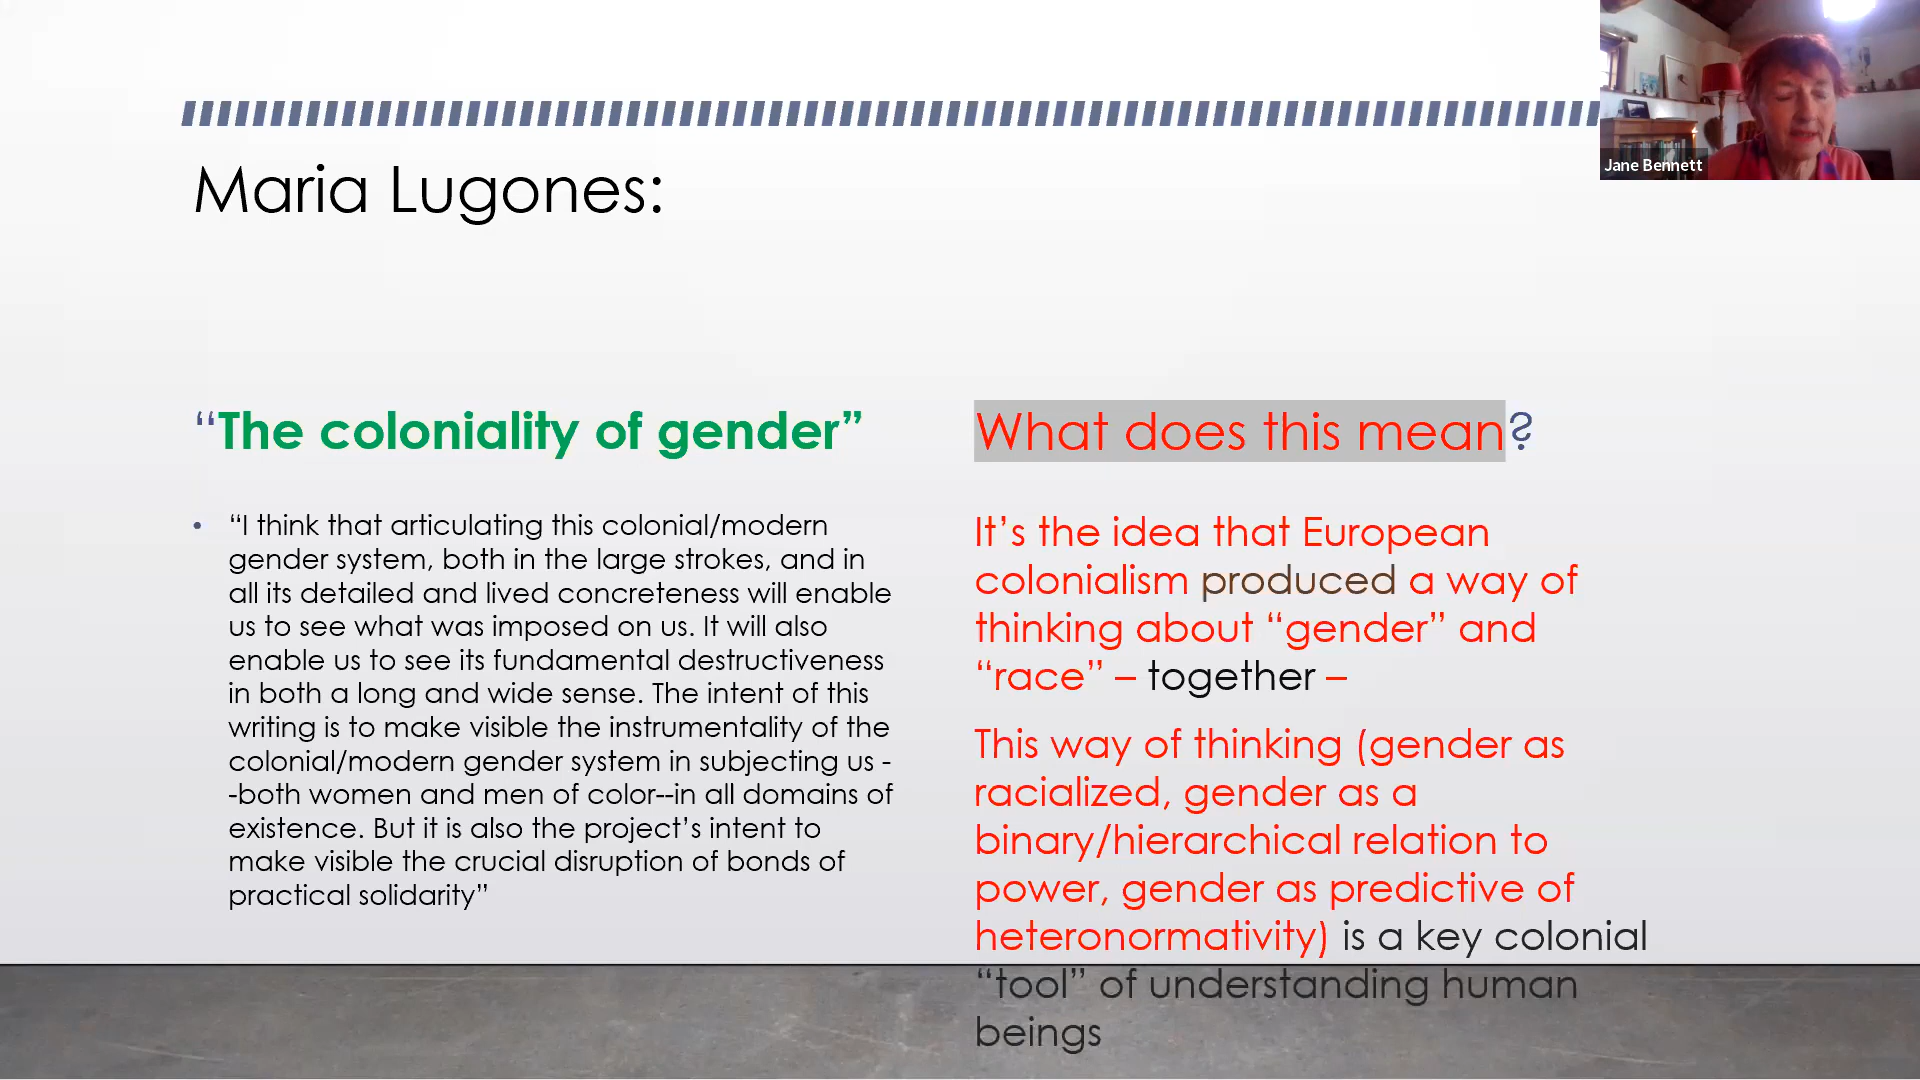 Jane Bennett
Maria Lugones:
“The coloniality of gender”
• “I think that articulating this colonial/modern
gender system, both in the large strokes, and in
all its detailed and lived concreteness will enable
us to see what was imposed on us. It will also
enable us to see its fundamental destructiveness
in both a long and wide sense. The intent of this
writing is to make visible the instrumentality of the
colonial/modern gender system in subjecting us -
-both women and men of color--in all domains of
existence. But it is also the project’s intent to
make visible the crucial disruption of bonds of
practical solidarity”
What does this mean?
It’s the idea that European
colonialism produced a way of
thinking about “gender” and
“race” – together –
This way of thinking (gender as
racialized, gender as a
binary/hierarchical relation to
power, gender as predictive of
heteronormativity) is a key colonial
“tool” of understanding human
beings